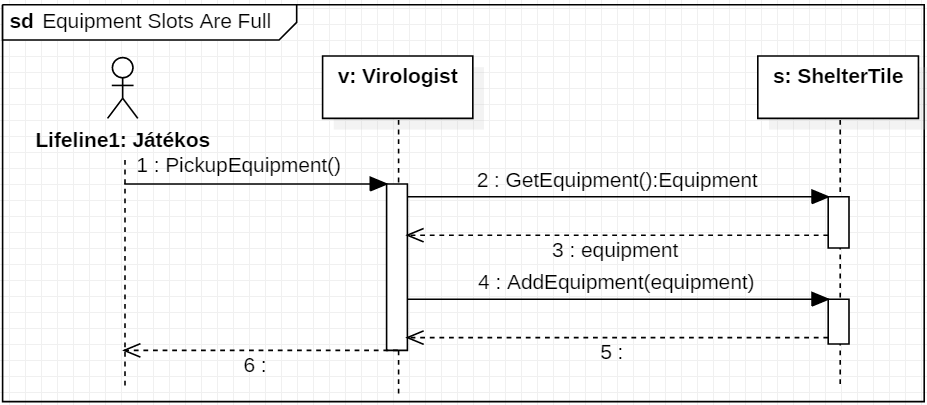 sd Equipment Slots Are Full
v: Virologist
s: ShelterTile
Lifeline1: Játékos
1 : PickupEquipment()
2 : GetEquipment():Equipment
3 : equipment
4 : AddEquipment(equipment)
5 :
6 :